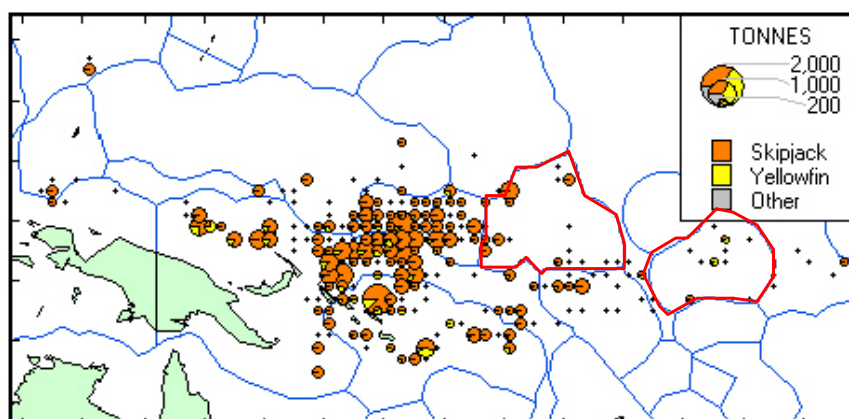 TONNES
2,000
1,000
200
Skipjack
Yellowfin
Other